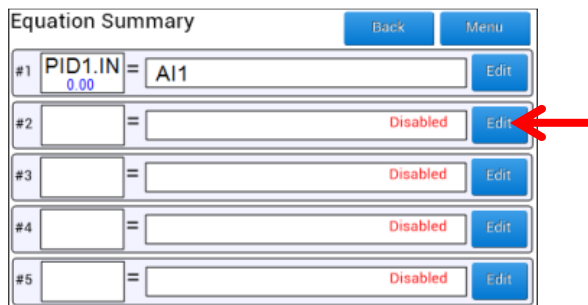 Equation Summary Back Menu
#1 PID1.IN = AI1 Edit
0.00
#2 = Disabled Edit
#3 = Disabled Edit
#4 = Disabled Edit
#5 = Disabled Edit